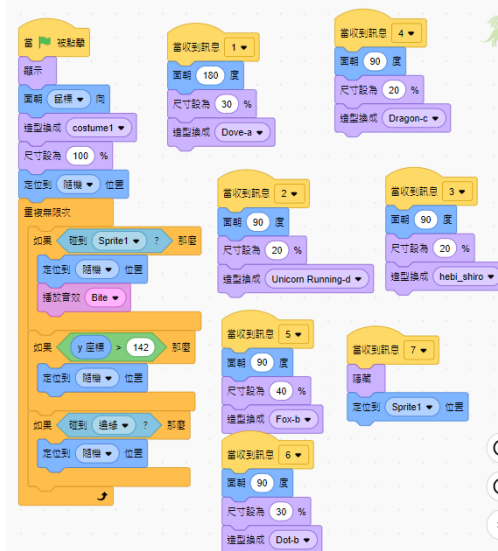 當 被點擊
顯示
面朝 鼠標 向
造型換成 costume1
尺寸設為 100 %
定位到 隨機 位置
重複無限次
如果 碰到 Sprite1 ? 那麼
定位到 隨機 位置
播放音效 Bite
如果 y 座標 > 142 那麼
定位到 隨機 位置
如果 碰到 邊緣 ? 那麼
定位到 隨機 位置
當收到訊息 1
面朝 180 度
尺寸設為 30 %
造型換成 Dove-a
當收到訊息 4
面朝 90 度
尺寸設為 20 %
造型換成 Dragon-c
當收到訊息 2
面朝 90 度
尺寸設為 20 %
造型換成 Unicorn Running-d
當收到訊息 3
面朝 90 度
尺寸設為 20 %
造型換成 hebi_shiro
當收到訊息 5
面朝 90 度
尺寸設為 40 %
造型換成 Fox-b
當收到訊息 7
隱藏
定位到 Sprite1 位置
當收到訊息 6
面朝 90 度
尺寸設為 30 %
造型換成 Dot-b